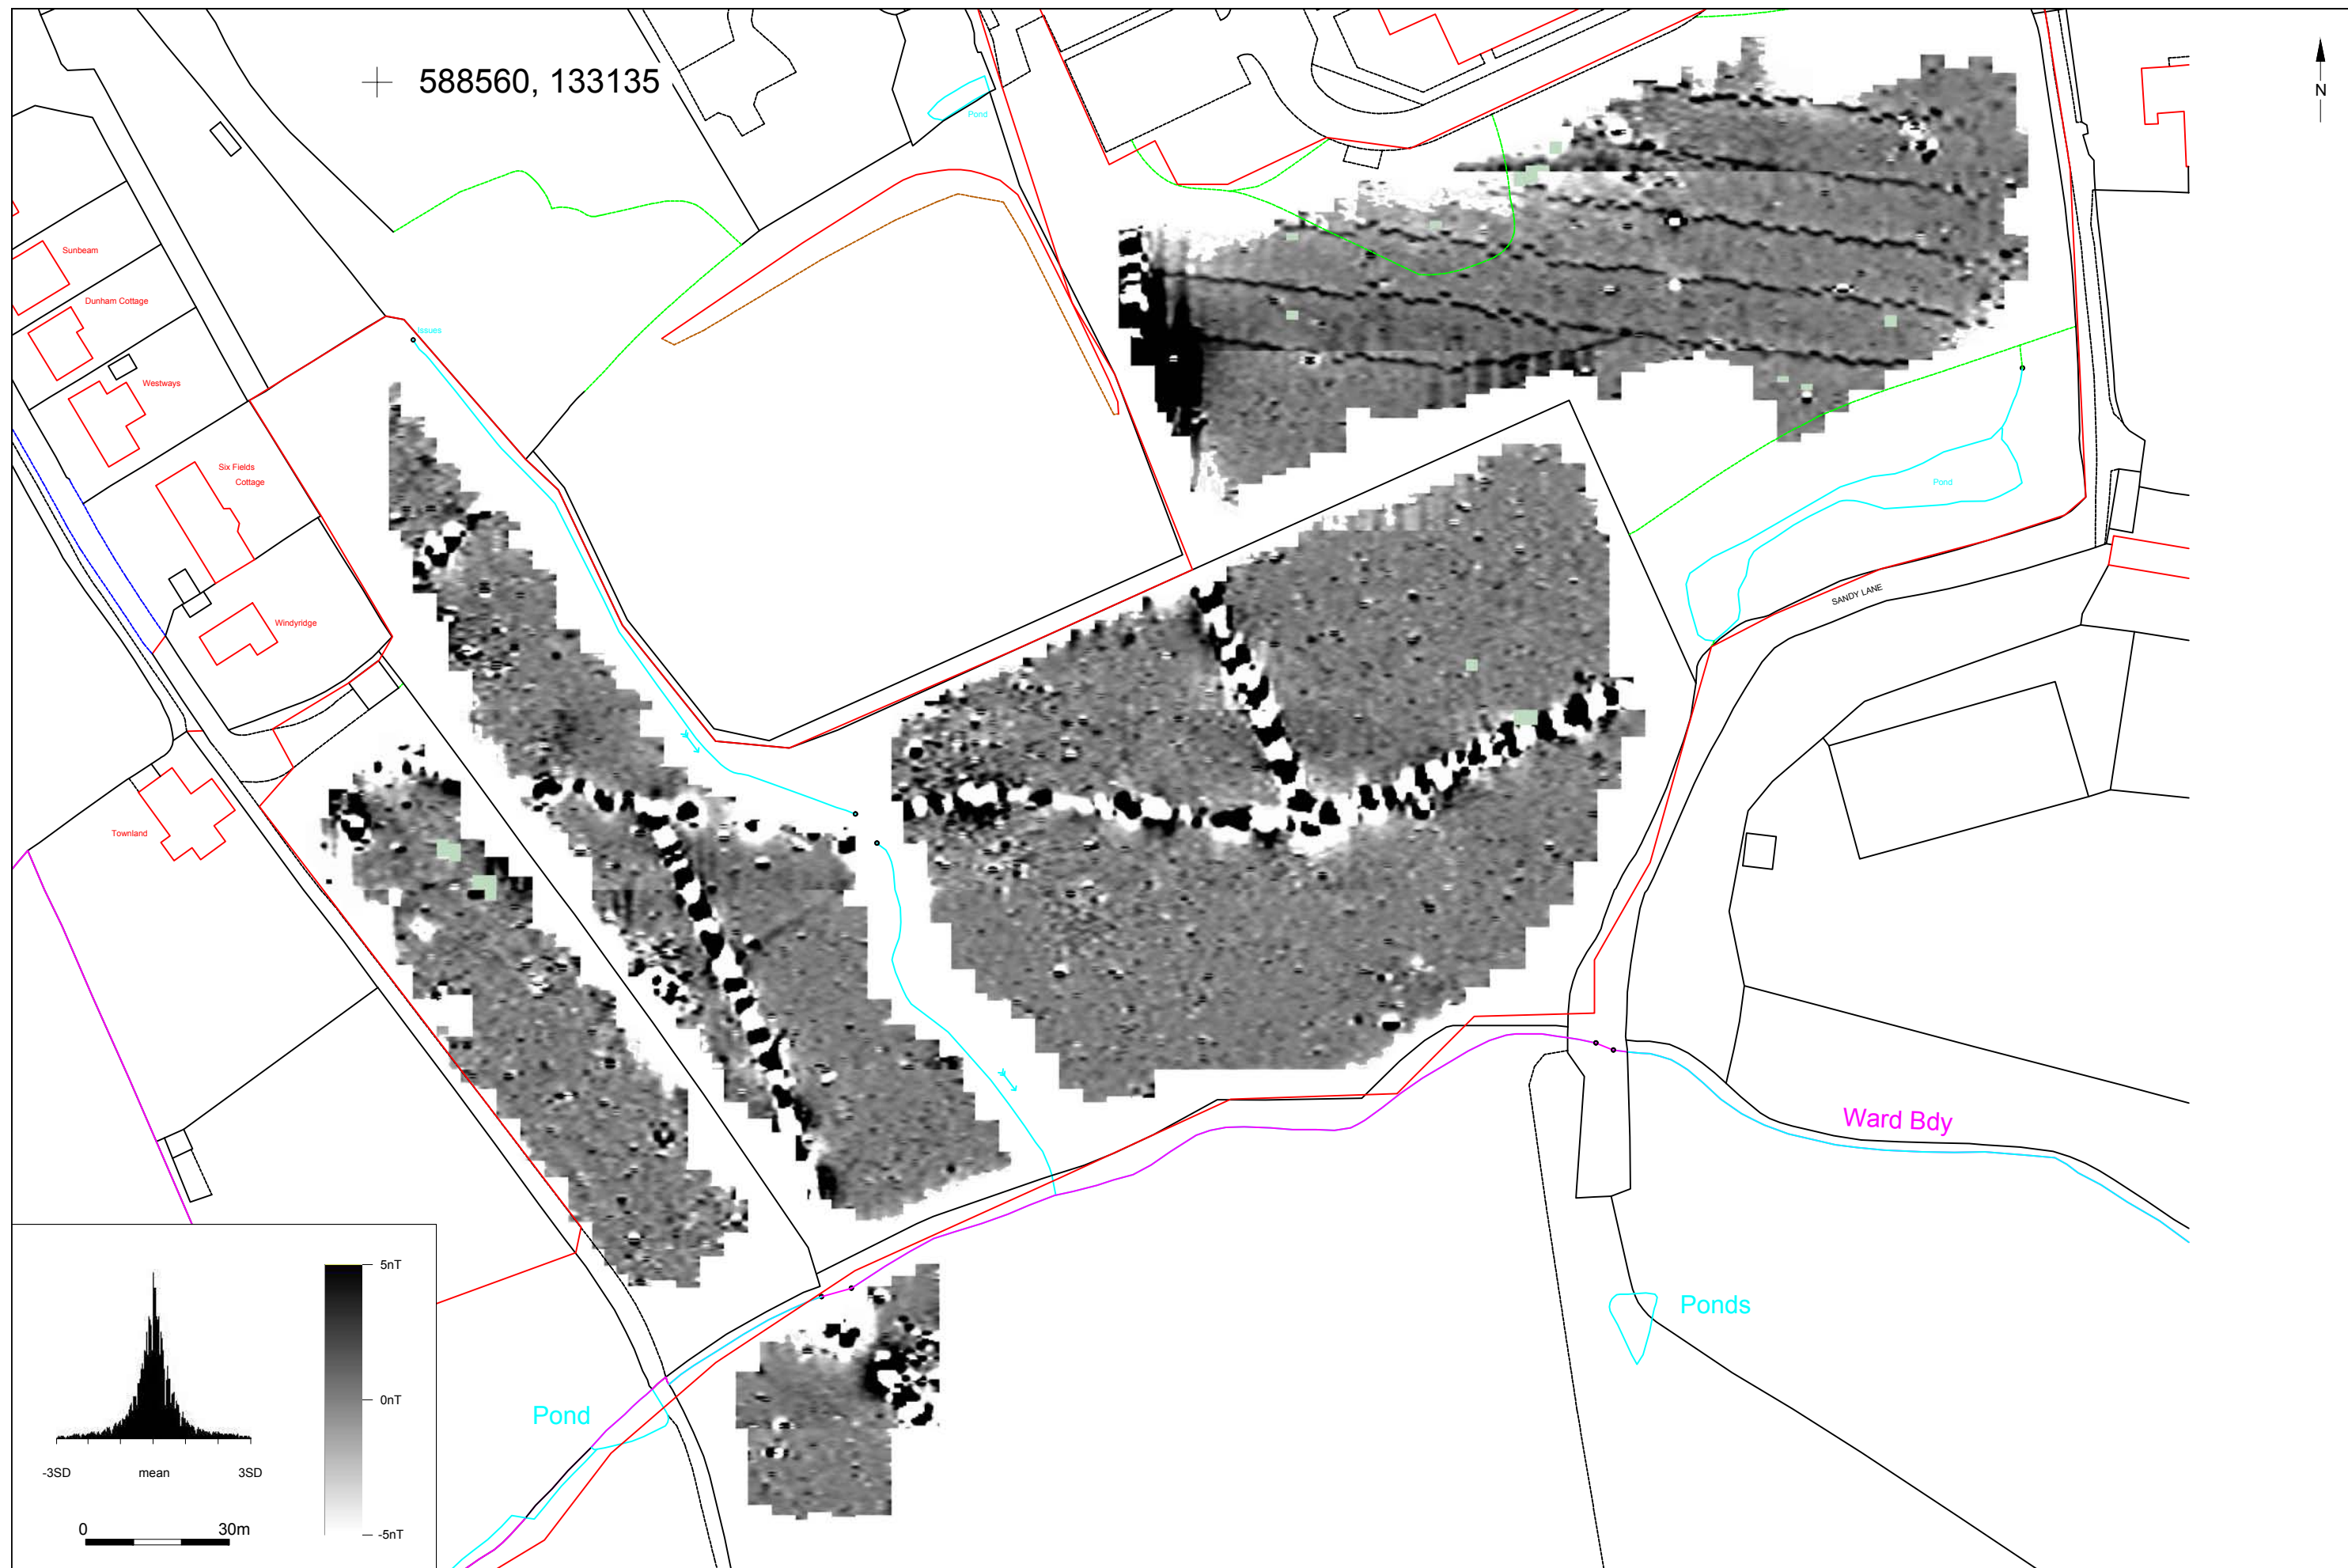 588560, 133135
N
Pond
Sunbeam
Dunham Cottage
Issues
Westways
Six Fields
Cottage
Pond
SANDY LANE
Windyridge
Townland
Ward Bdy
Ponds
Pond
5nT
0nT
-5nT
-3SD mean 3SD
0 30m